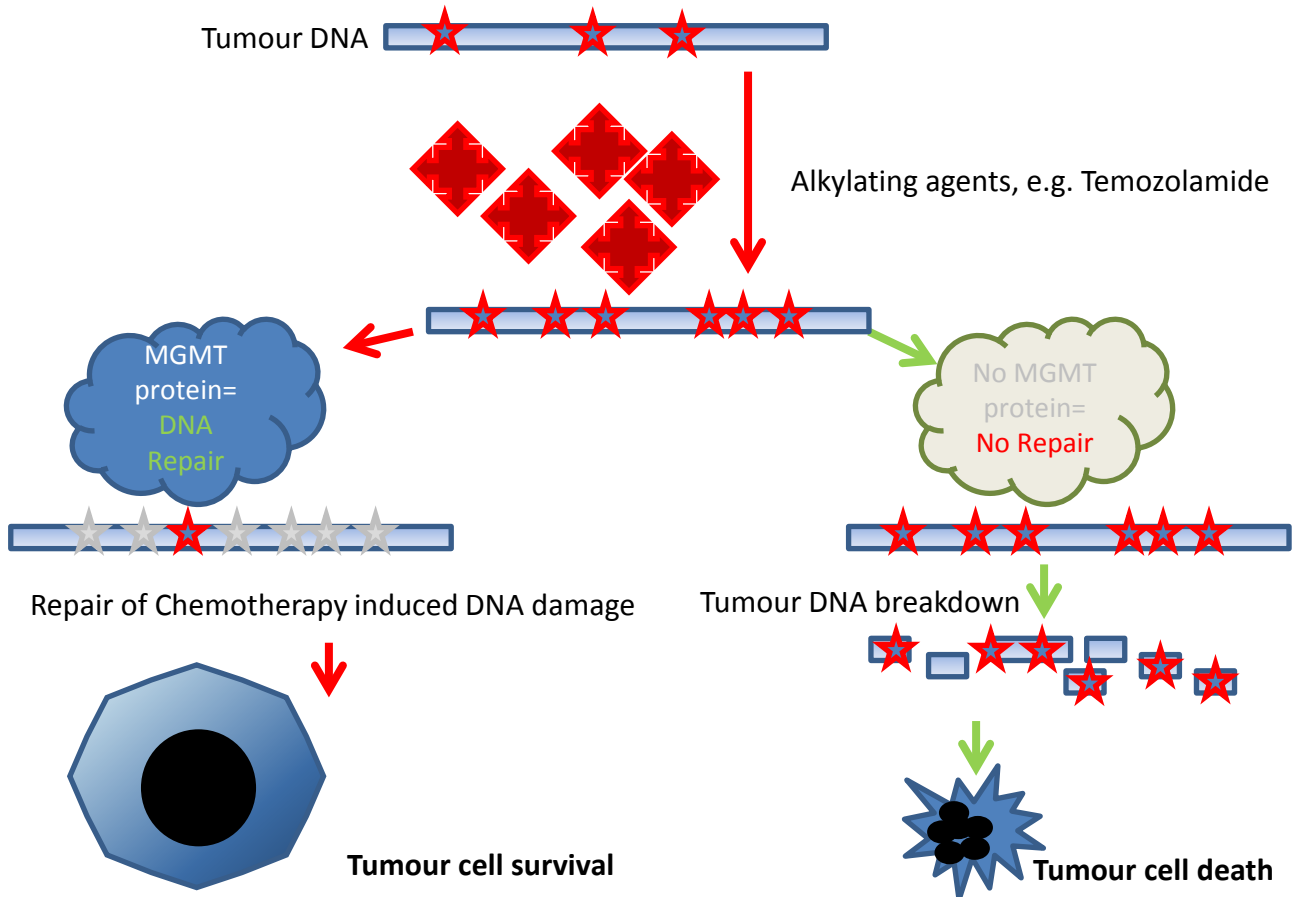 Tumour DNA
Alkylating agents, e.g. Temozolamide
MGMT
protein=
DNA
Repair
No MGMT
protein=
No Repair
Repair of Chemotherapy induced DNA damage
Tumour DNA breakdown
Tumour cell survival
Tumour cell death